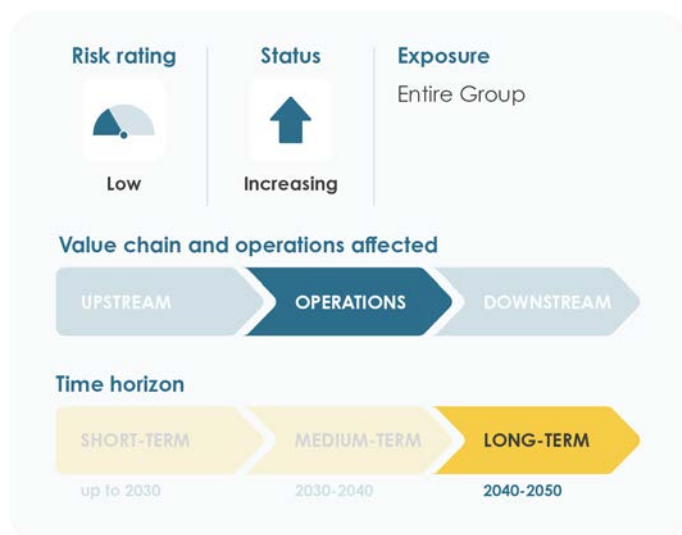 Risk rating
Status
Exposure
Entire Group
Low
Increasing
Value chain and operations affected
UPSTREAM
OPERATIONS
DOWNSTREAM
Time horizon
SHORT-TERM
MEDIUM-TERM
LONG-TERM
up to 2030
2030-2040
2040-2050